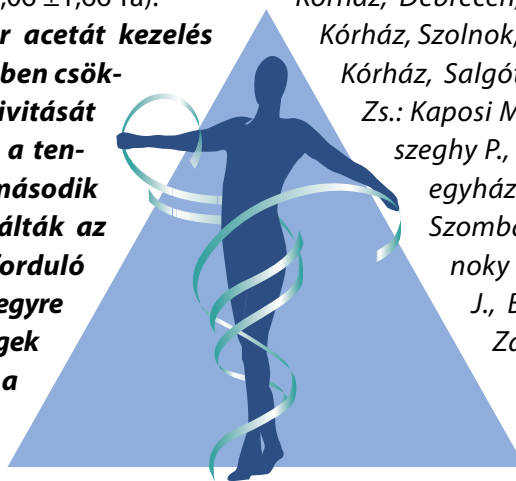 r acetát kezelés
ben csök-
ivitását
a ten-
második
álták az
forduló
egyre
gek
a
Kórház, Debrecen,
Kórház, Szolnok,
Kórház, Salgót
Zs.: Kaposi M
szeghy P.,
egyház
Szomba
noky
J., B
Za